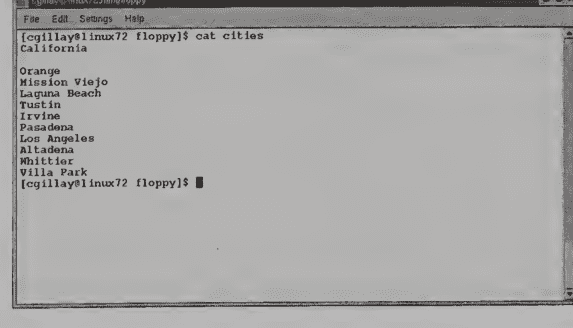 File Edit Settings Help
[cgillay@linux72 floppy]$ cat cities
California
Orange
Mission Viejo
Laguna Beach
Tustin
Irvine
Pasadena
Los Angeles
Altadena
Whittier
Villa Park
[cgillay@linux72 floppy]$